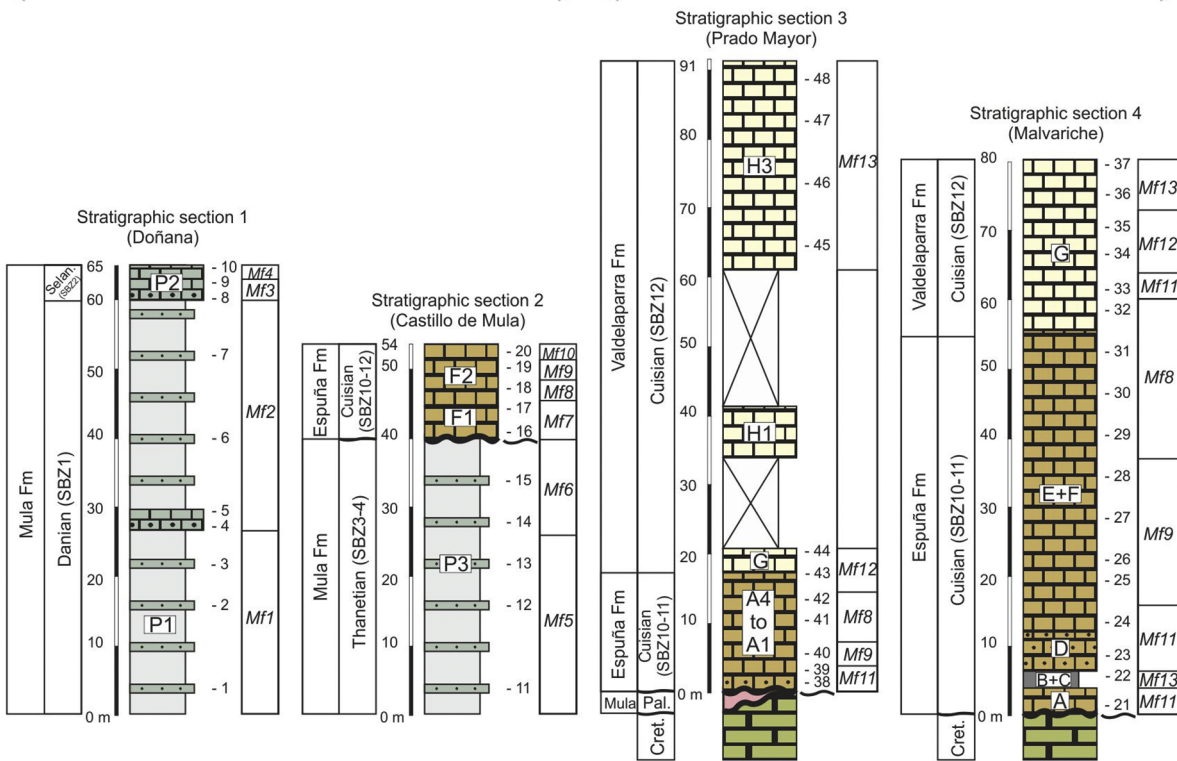 Stratigraphic section 1
(Doñana)
Mula Fm
Danian (SBZ1)
Selan.
(SBZ2)
65
60
50
40
30
20
10
0 m
P2
P1
- 10
- 9
- 8
- 7
- 6
- 5
- 4
- 3
- 2
- 1
Mf4
Mf3
Mf2
Mf1
Stratigraphic section 2
(Castillo de Mula)
Espuña Fm
Mula Fm
Cuisian
(SBZ10-12)
Thanetian (SBZ3-4)
54
50
40
30
20
10
0 m
F2
F1
P3
- 20
- 19
- 18
- 17
- 16
- 15
- 14
- 13
- 12
- 11
Mf10
Mf9
Mf8
Mf7
Mf6
Mf5
Stratigraphic section 3
(Prado Mayor)
Valdelaparra Fm
Espuña Fm
Mula
Cuisian (SBZ12)
Cuisian
(SBZ10-11)
Pal.
Cret.
91
80
70
60
50
40
30
20
10
0 m
H3
H1
G
A4
to
A1
- 48
- 47
- 46
- 45
- 44
- 43
- 42
- 41
- 40
- 39
- 38
Mf13
Mf12
Mf8
Mf9
Mf11
Stratigraphic section 4
(Malvariche)
Valdelaparra Fm
Espuña Fm
Cuisian (SBZ12)
Cuisian (SBZ10-11)
Cret.
80
70
60
50
40
30
20
10
0 m
G
E+F
D
B+C
A
- 37
- 36
- 35
- 34
- 33
- 32
- 31
- 30
- 29
- 28
- 27
- 26
- 25
- 24
- 23
- 22
- 21
Mf13
Mf12
Mf11
Mf8
Mf9
Mf11
Mf13
Mf11